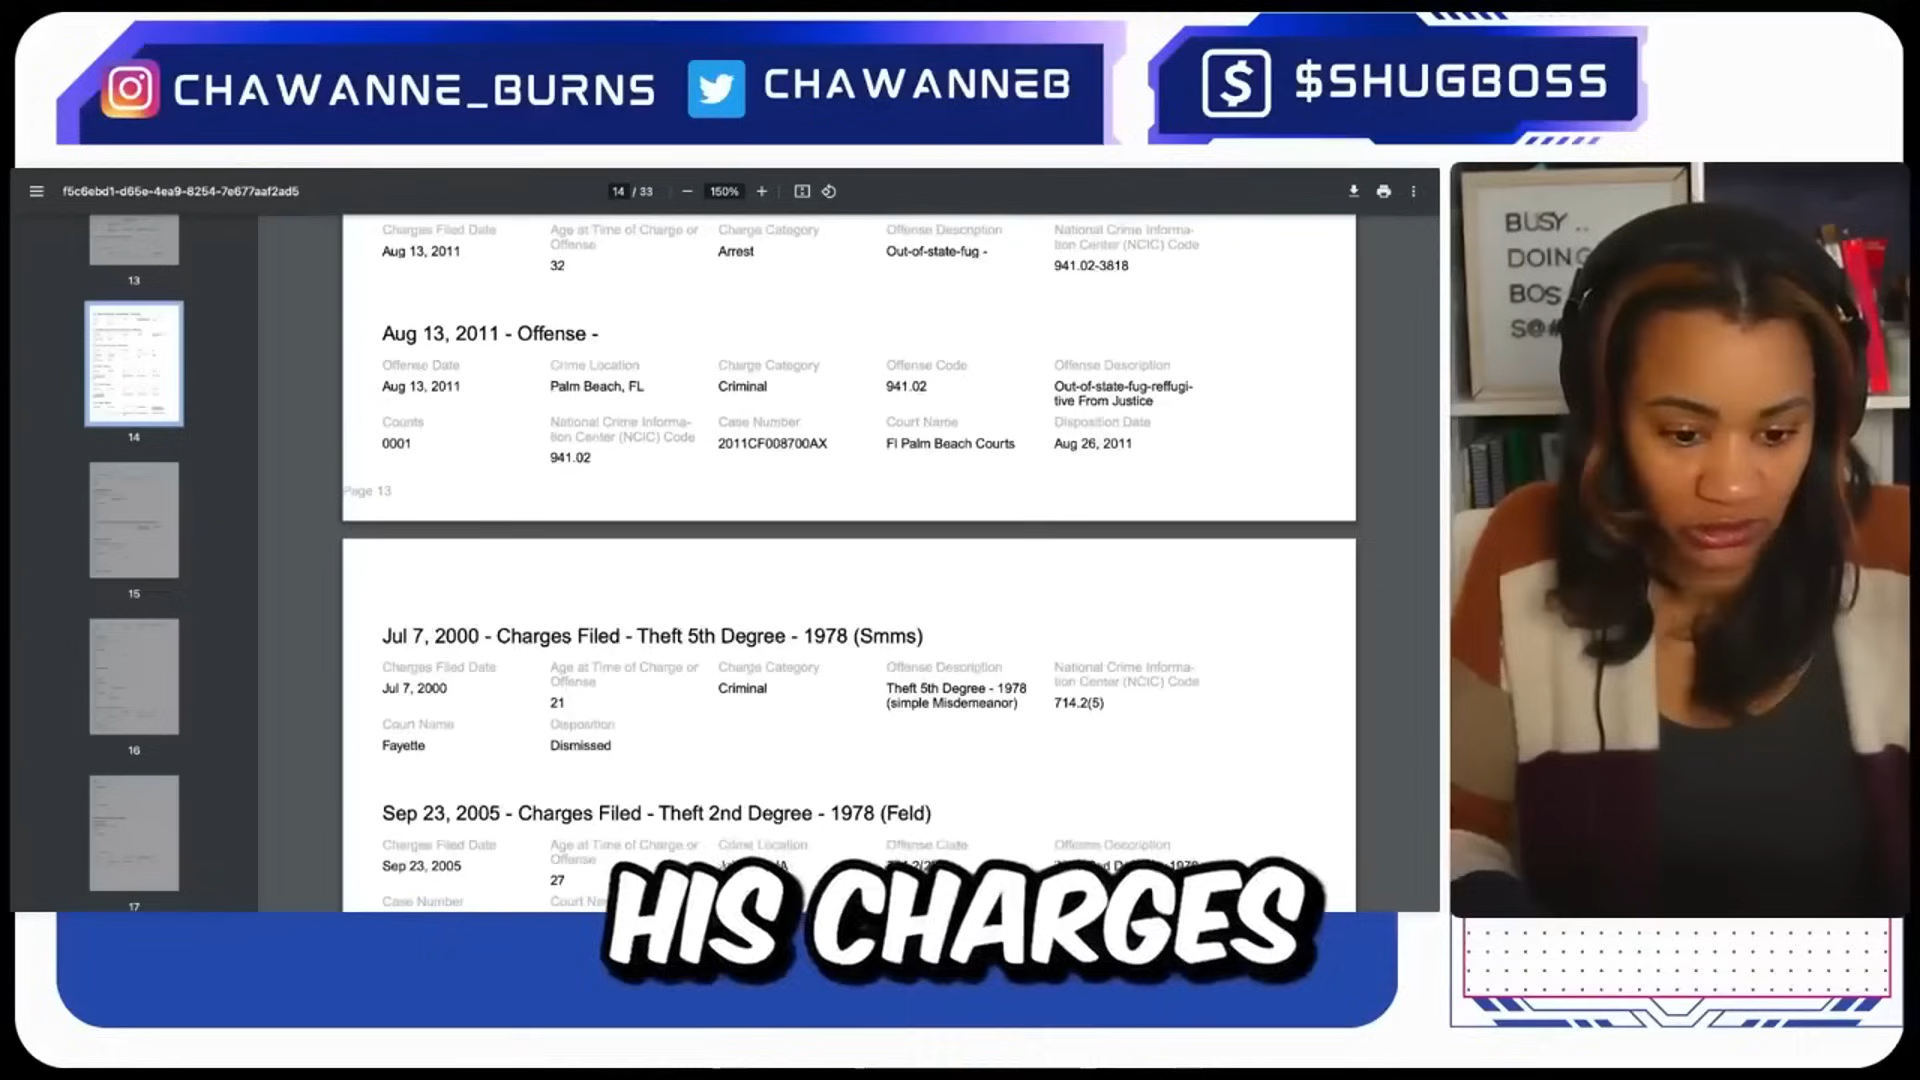 CHAWANNE_BURNS CHAWANNEB $SHUGBOSS
f5c6ebd1-d65e-4ea9-8254-7e677aaf2ad5 14 / 33 150%
13
14
15
16
17
Charges Filed Date Age at Time of Charge or Offense Charge Category Offense Description National Crime Informa-
tion Center (NCIC) Code
Aug 13, 2011 32 Arrest Out-of-state-fug - 941.02-3818
Aug 13, 2011 - Offense -
Offense Date Crime Location Charge Category Offense Code Offense Description
Aug 13, 2011 Palm Beach, FL Criminal 941.02 Out-of-state-fug-reffugi-
tive From Justice
Counts National Crime Informa- Case Number Court Name Disposition Date
tion Center (NCIC) Code
0001 941.02 2011CF008700AX Fl Palm Beach Courts Aug 26, 2011
Page 13
Jul 7, 2000 - Charges Filed - Theft 5th Degree - 1978 (Smms)
Charges Filed Date Age at Time of Charge or Charge Category Offense Description National Crime Informa-
Offense tion Center (NCIC) Code
Jul 7, 2000 21 Criminal Theft 5th Degree - 1978 714.2(5)
(simple Misdemeanor)
Court Name Disposition
Fayette Dismissed
Sep 23, 2005 - Charges Filed - Theft 2nd Degree - 1978 (Feld)
Charges Filed Date Age at Time of Charge or Crime Location Offense Description
Offense
Sep 23, 2005 27
Case Number
HIS CHARGES
BUSY ..
DOING
BOS
S@#